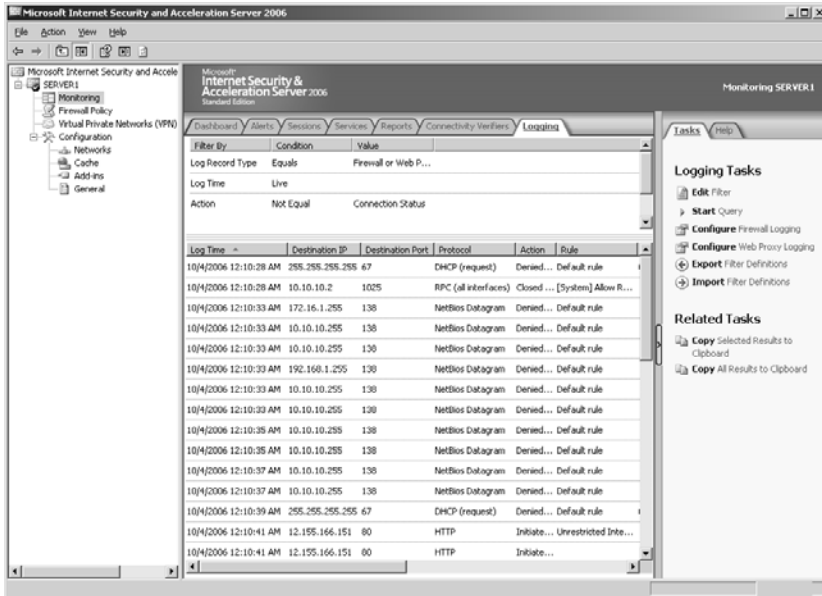 Microsoft Internet Security and Acceleration Server 2006
File Action View Help
Microsoft Internet Security and Accele
SERVER1
Monitoring
Firewall Policy
Virtual Private Networks (VPN)
Configuration
Networks
Cache
Add-ins
General
Microsoft
Internet Security &
Acceleration Server 2006
Standard Edition
Monitoring SERVER1
Dashboard Alerts Sessions Services Reports Connectivity Verifiers Logging
Filter By Condition Value
Log Record Type Equals Firewall or Web P...
Log Time Live
Action Not Equal Connection Status
Log Time Destination IP Destination Port Protocol Action Rule
10/4/2006 12:10:28 AM 255.255.255.255 67 DHCP (request) Denied... Default rule
10/4/2006 12:10:28 AM 10.10.10.2 1025 RPC (all interfaces) Closed ... [System] Allow R...
10/4/2006 12:10:33 AM 172.16.1.255 138 NetBios Datagram Denied... Default rule
10/4/2006 12:10:33 AM 10.10.10.255 138 NetBios Datagram Denied... Default rule
10/4/2006 12:10:33 AM 10.10.10.255 138 NetBios Datagram Denied... Default rule
10/4/2006 12:10:33 AM 192.168.1.255 138 NetBios Datagram Denied... Default rule
10/4/2006 12:10:33 AM 10.10.10.255 138 NetBios Datagram Denied... Default rule
10/4/2006 12:10:33 AM 10.10.10.255 138 NetBios Datagram Denied... Default rule
10/4/2006 12:10:35 AM 10.10.10.255 138 NetBios Datagram Denied... Default rule
10/4/2006 12:10:35 AM 10.10.10.255 138 NetBios Datagram Denied... Default rule
10/4/2006 12:10:37 AM 10.10.10.255 138 NetBios Datagram Denied... Default rule
10/4/2006 12:10:37 AM 10.10.10.255 138 NetBios Datagram Denied... Default rule
10/4/2006 12:10:39 AM 255.255.255.255 67 DHCP (request) Denied... Default rule
10/4/2006 12:10:41 AM 12.155.166.151 80 HTTP Initiate... Unrestricted Inte...
10/4/2006 12:10:41 AM 12.155.166.151 80 HTTP Initiate...
Tasks Help
Logging Tasks
Edit Filter
Start Query
Configure Firewall Logging
Configure Web Proxy Logging
Export Filter Definitions
Import Filter Definitions
Related Tasks
Copy Selected Results to
Clipboard
Copy All Results to Clipboard